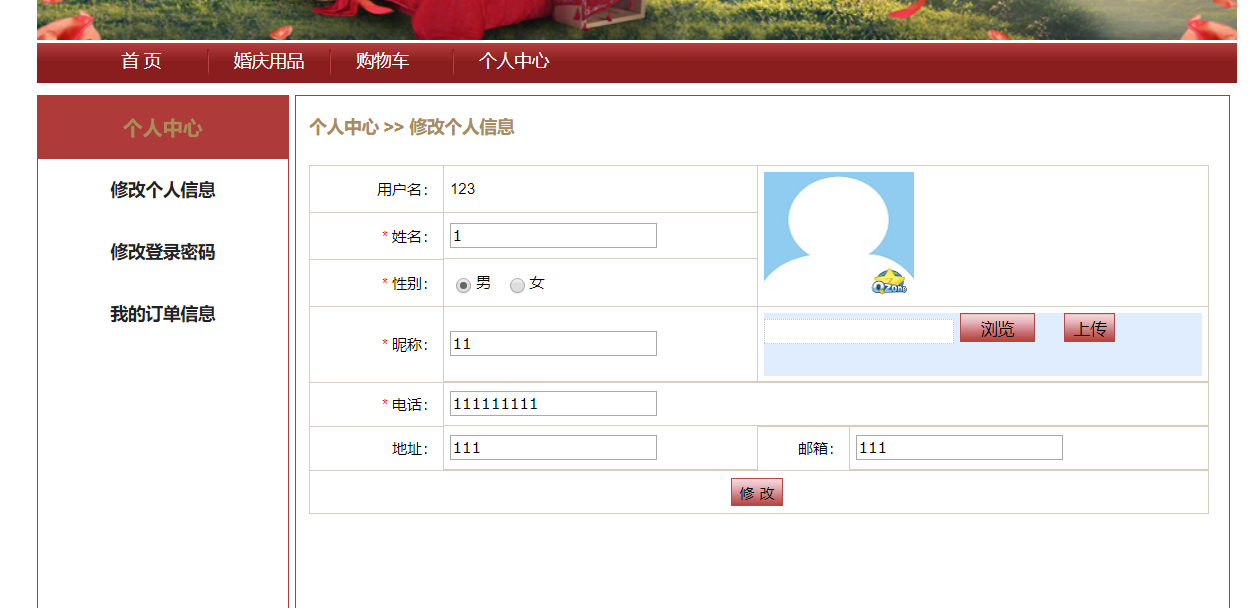 首 页 婚庆用品 购物车 个人中心
个人中心
修改个人信息
修改登录密码
我的订单信息
个人中心 >> 修改个人信息
用户名： 123
* 姓名： 1
* 性别： 男 女
Qzone
* 昵称： 11
浏览 上传
* 电话： 111111111
地址： 111 邮箱： 111
修 改